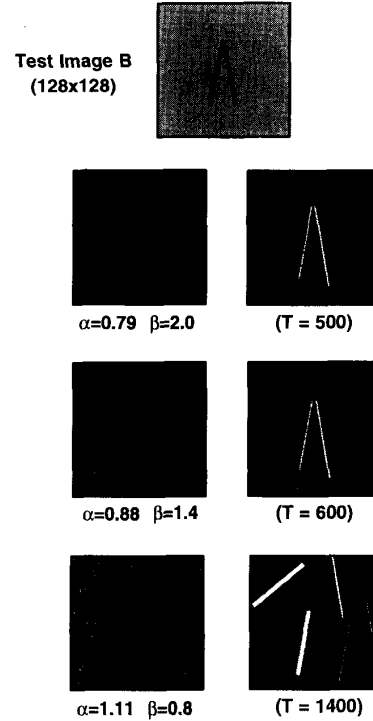 Test Image B
(128x128)
α=0.79 β=2.0
(T = 500)
α=0.88 β=1.4
(T = 600)
α=1.11 β=0.8
(T = 1400)